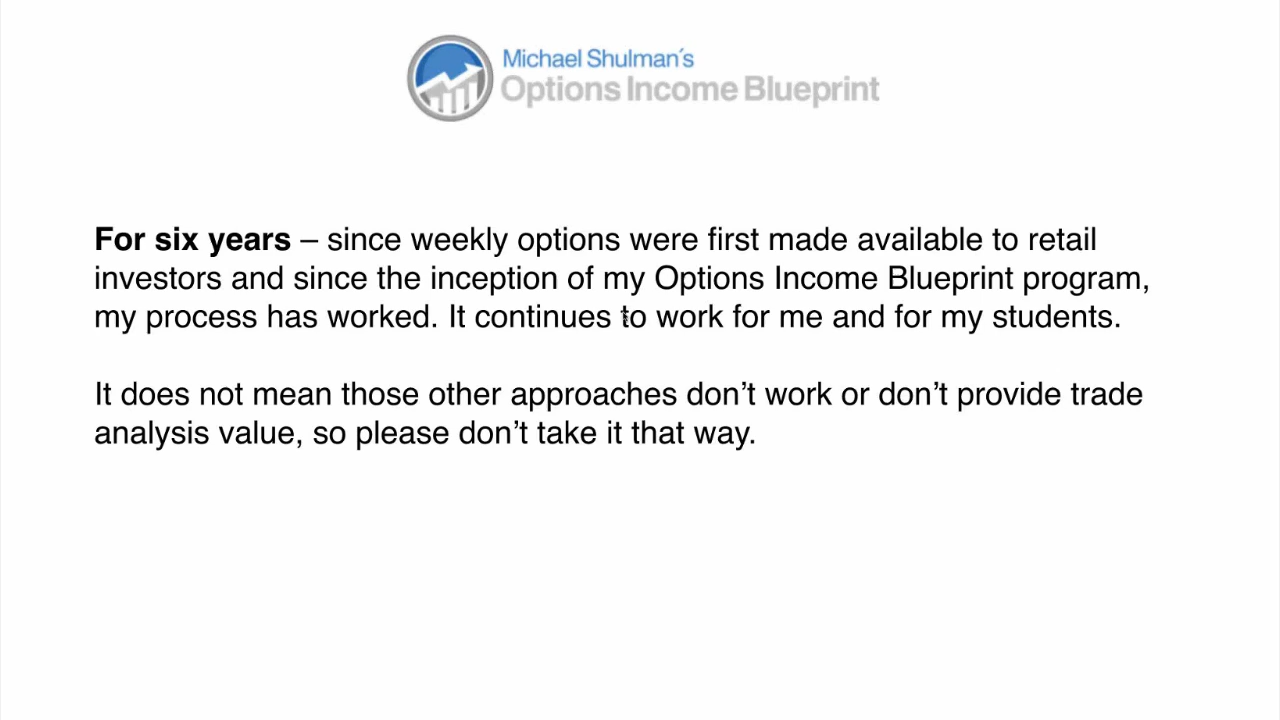 Michael Shulman´s
Options Income Blueprint
For six years – since weekly options were first made available to retail
investors and since the inception of my Options Income Blueprint program,
my process has worked. It continues to work for me and for my students.
It does not mean those other approaches don’t work or don’t provide trade
analysis value, so please don’t take it that way.